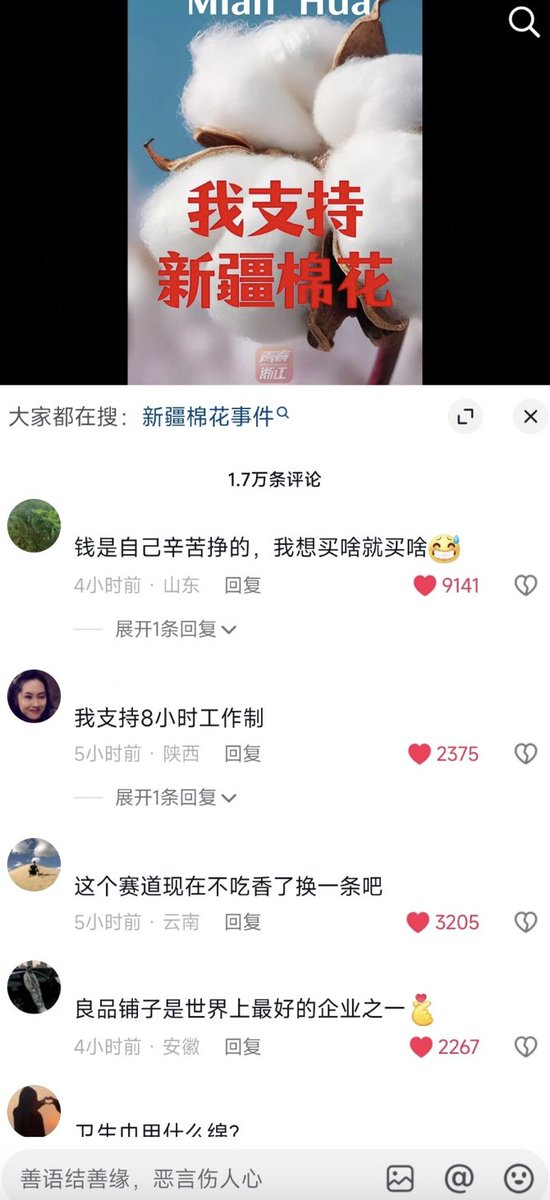 Mian Hua
我支持
新疆棉花
青春
浙江
大家都在搜：新疆棉花事件
1.7万条评论
钱是自己辛苦挣的，我想买啥就买啥😅
4小时前 · 山东 回复 9141
展开1条回复
我支持8小时工作制
5小时前 · 陕西 回复 2375
展开1条回复
这个赛道现在不吃香了换一条吧
5小时前 · 云南 回复 3205
良品铺子是世界上最好的企业之一
4小时前 · 安徽 回复 2267
卫生巾用什么绵？
善语结善缘，恶言伤人心